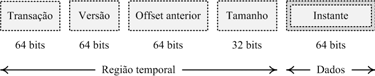 Transação Versão Offset anterior Tamanho Instante
64 bits 64 bits 64 bits 32 bits 64 bits
Região temporal Dados